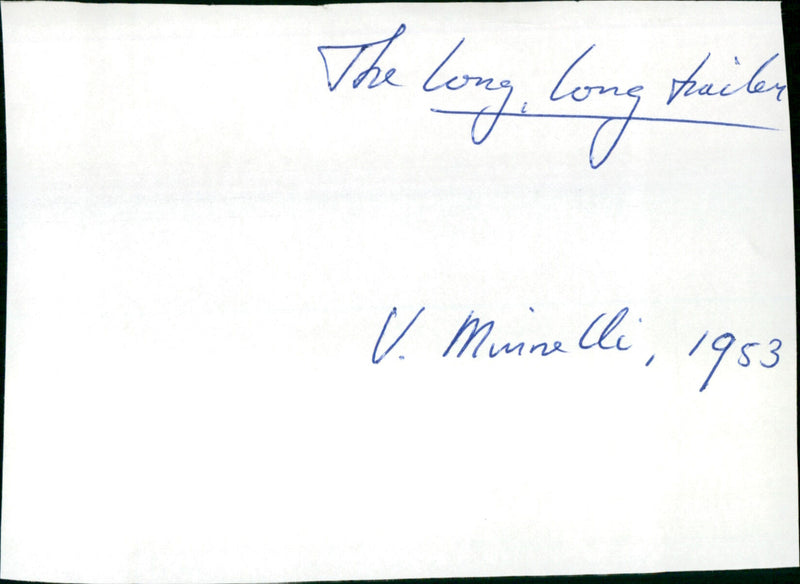 The long, long trailer
V. Minnelli, 1953